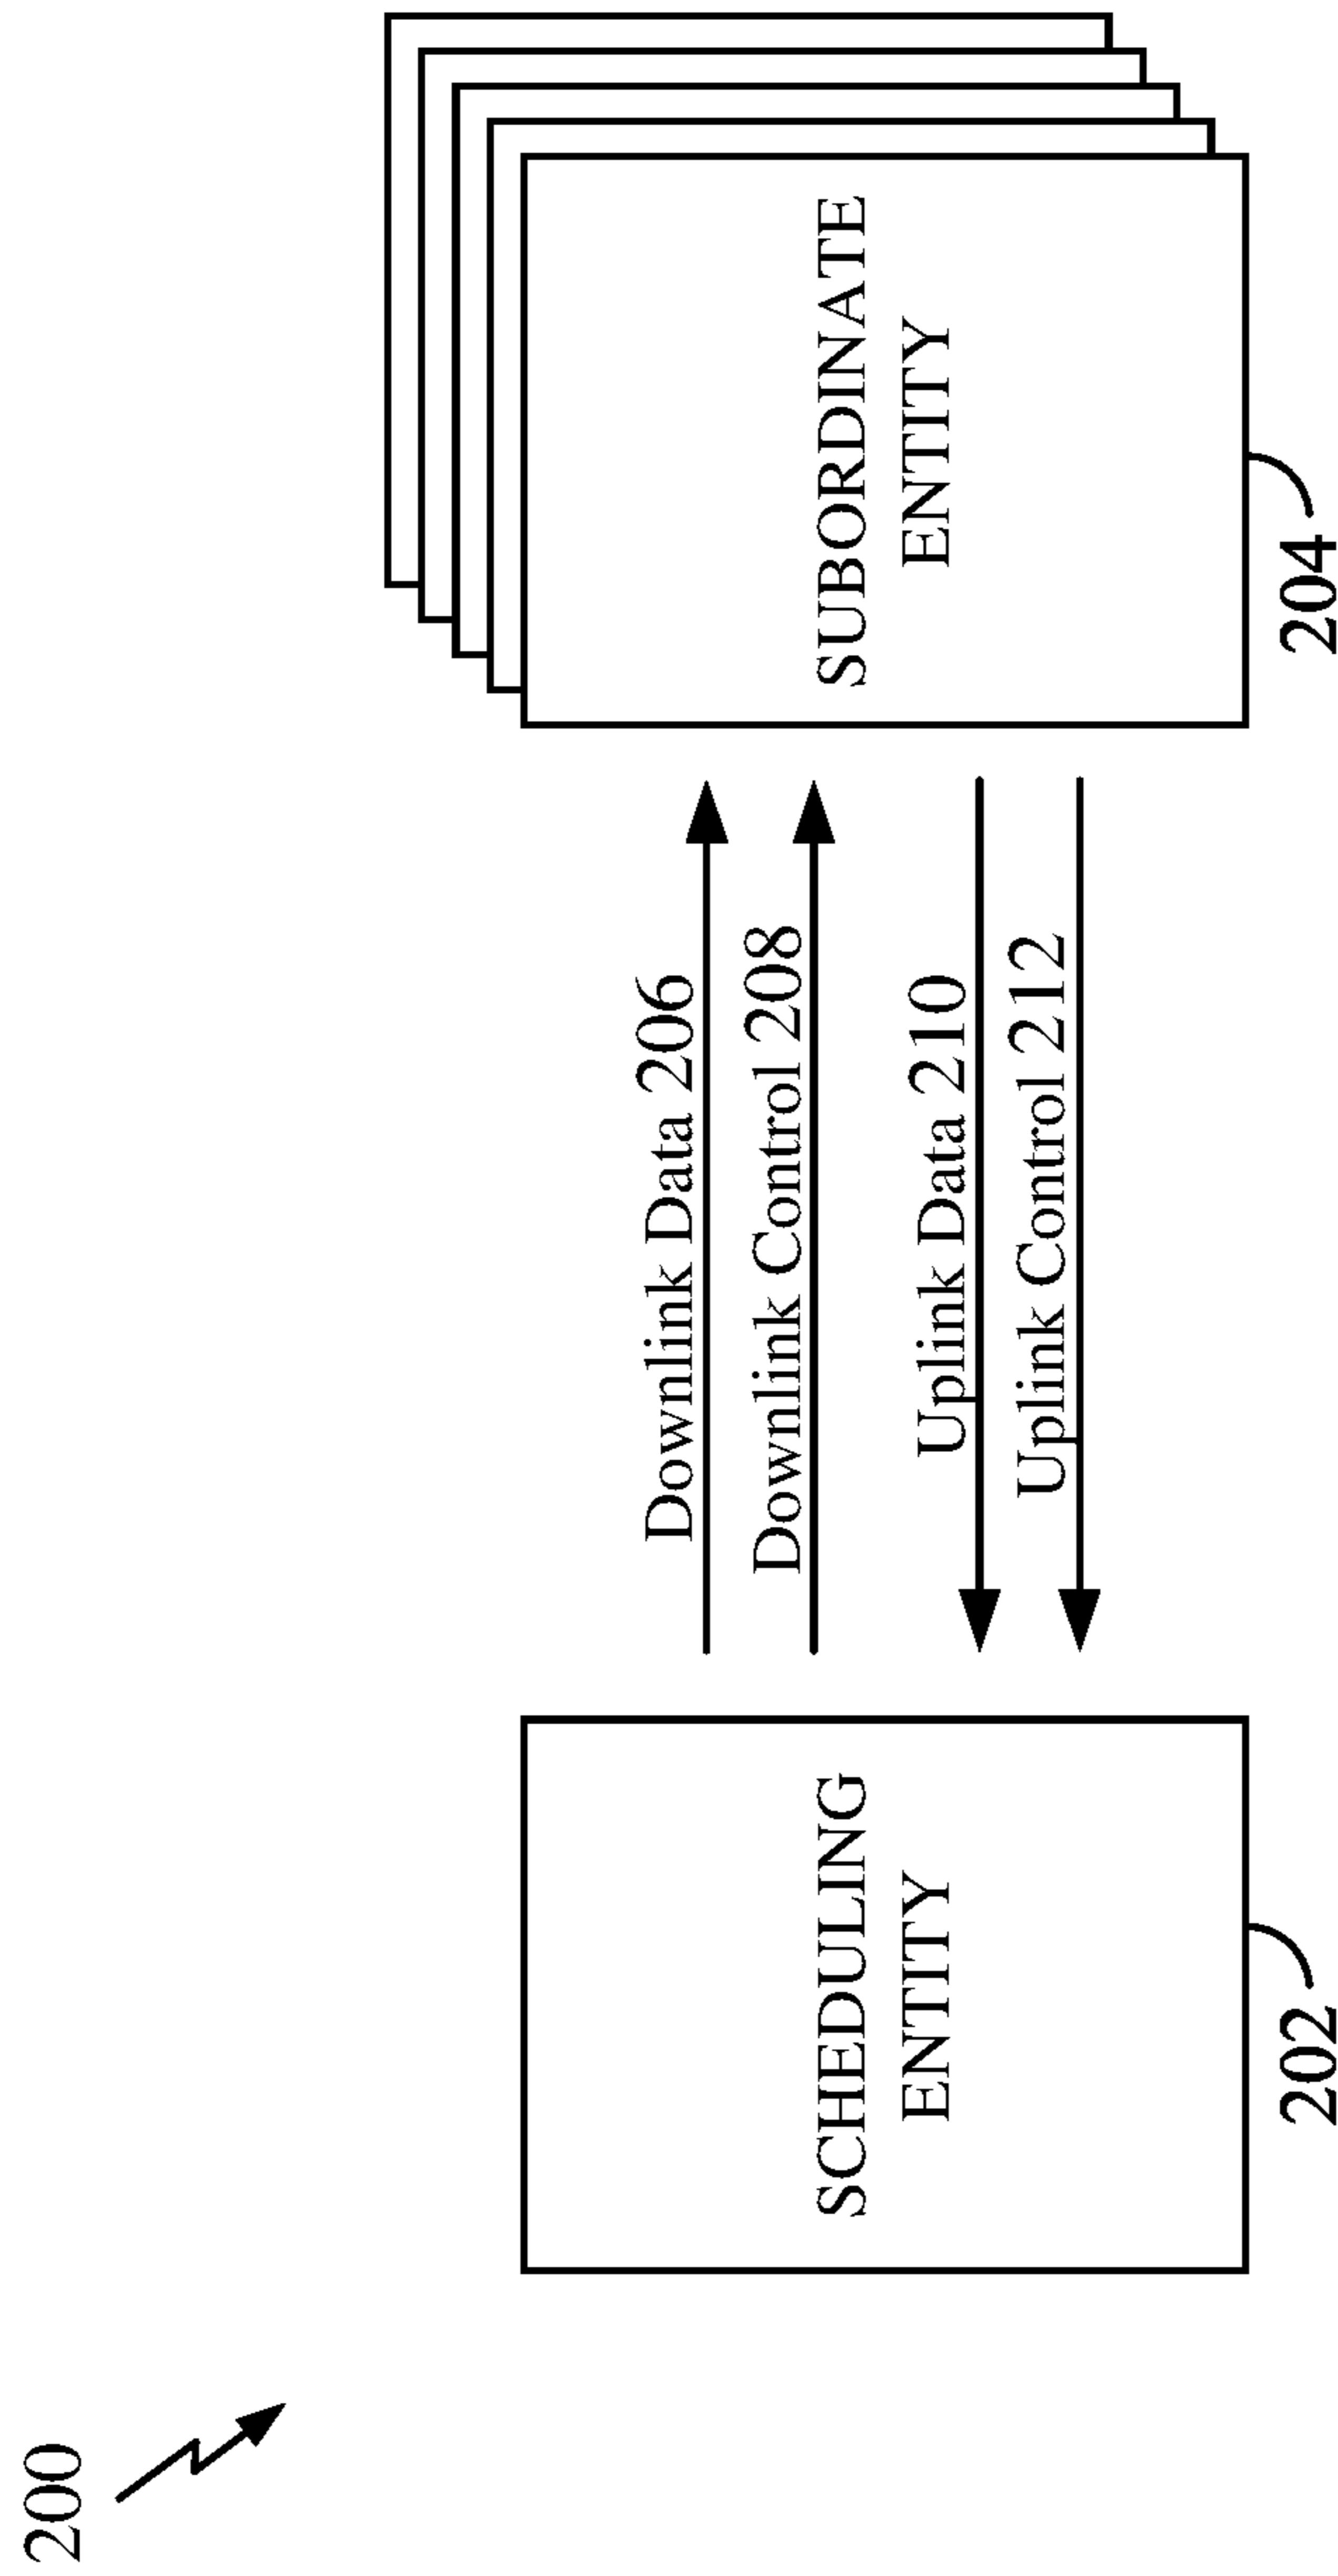 200
SCHEDULING
ENTITY
202
Downlink Data 206
Downlink Control 208
Uplink Data 210
Uplink Control 212
SUBORDINATE
ENTITY
204